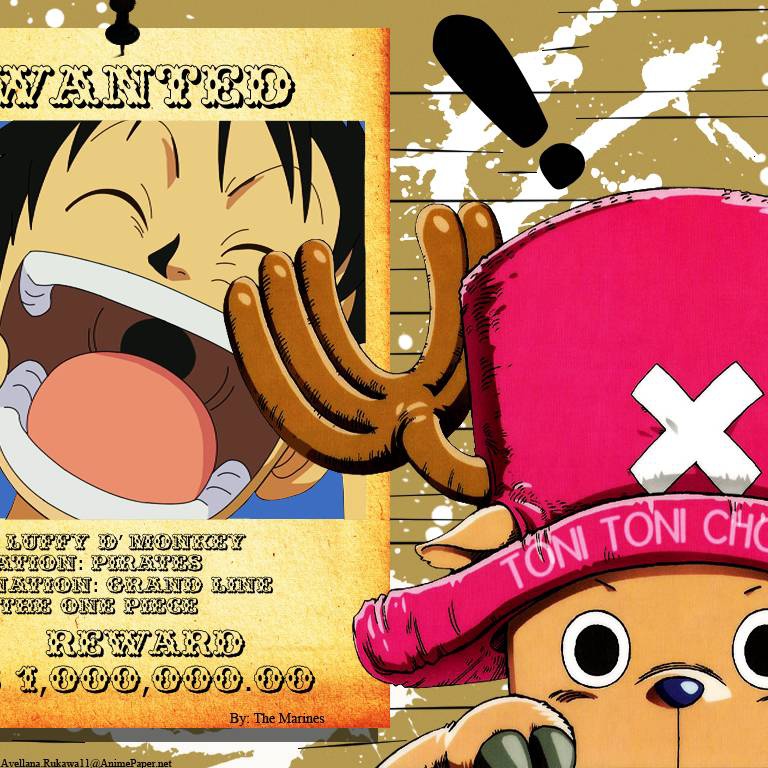 WANTED
LUFFY D' MONKEY
ATION: PIRATES
NATION: GRAND LINE
THE ONE PIECE
REWARD
1,000,000.00
By: The Marines
TONI TONI CHO
Avellana.Rukawa11@AnimePaper.net